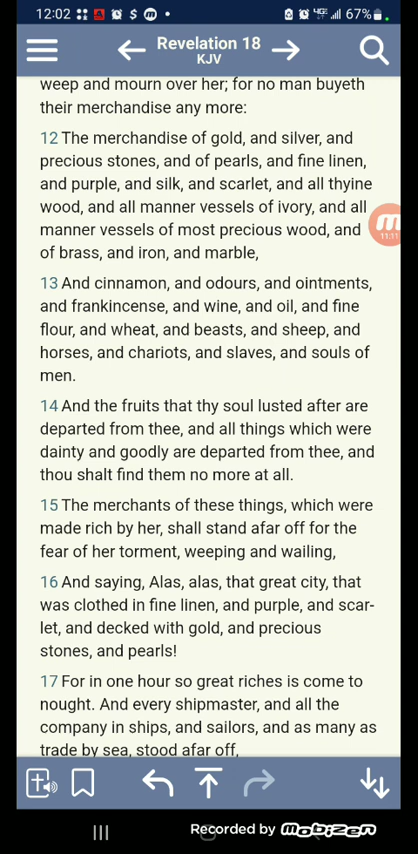 12:02 $ m • 4GE 67%
Revelation 18
KJV
weep and mourn over her; for no man buyeth
their merchandise any more:
12 The merchandise of gold, and silver, and
precious stones, and of pearls, and fine linen,
and purple, and silk, and scarlet, and all thyine
wood, and all manner vessels of ivory, and all
manner vessels of most precious wood, and
of brass, and iron, and marble,
m
11:11
13 And cinnamon, and odours, and ointments,
and frankincense, and wine, and oil, and fine
flour, and wheat, and beasts, and sheep, and
horses, and chariots, and slaves, and souls of
men.
14 And the fruits that thy soul lusted after are
departed from thee, and all things which were
dainty and goodly are departed from thee, and
thou shalt find them no more at all.
15 The merchants of these things, which were
made rich by her, shall stand afar off for the
fear of her torment, weeping and wailing,
16 And saying, Alas, alas, that great city, that
was clothed in fine linen, and purple, and scar-
let, and decked with gold, and precious
stones, and pearls!
17 For in one hour so great riches is come to
nought. And every shipmaster, and all the
company in ships, and sailors, and as many as
trade by sea, stood afar off,
Recorded by mobizen